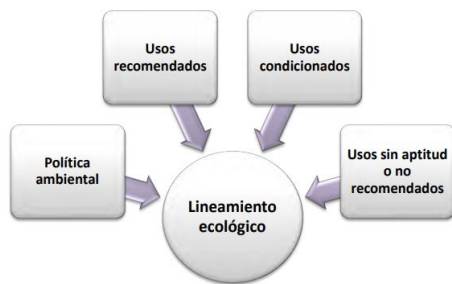 Usos
recomendados
Usos
condicionados
Política
ambiental
Usos sin aptitud
o no
recomendados
Lineamiento
ecológico